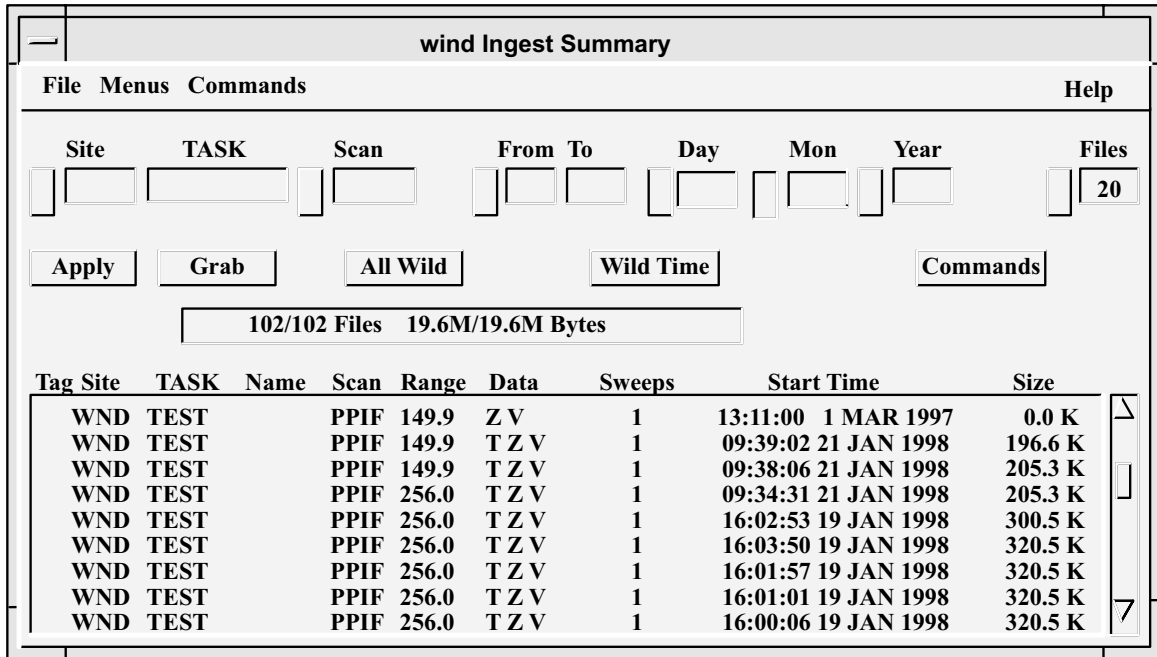 wind Ingest Summary
File Menus Commands Help
Site TASK Scan From To Day Mon Year Files
20
Apply Grab All Wild Wild Time Commands
102/102 Files 19.6M/19.6M Bytes
Tag Site TASK Name Scan Range Data Sweeps Start Time Size
WND TEST PPIF 149.9 Z V 1 13:11:00 1 MAR 1997 0.0 K
WND TEST PPIF 149.9 T Z V 1 09:39:02 21 JAN 1998 196.6 K
WND TEST PPIF 149.9 T Z V 1 09:38:06 21 JAN 1998 205.3 K
WND TEST PPIF 256.0 T Z V 1 09:34:31 21 JAN 1998 205.3 K
WND TEST PPIF 256.0 T Z V 1 16:02:53 19 JAN 1998 300.5 K
WND TEST PPIF 256.0 T Z V 1 16:03:50 19 JAN 1998 320.5 K
WND TEST PPIF 256.0 T Z V 1 16:01:57 19 JAN 1998 320.5 K
WND TEST PPIF 256.0 T Z V 1 16:01:01 19 JAN 1998 320.5 K
WND TEST PPIF 256.0 T Z V 1 16:00:06 19 JAN 1998 320.5 K